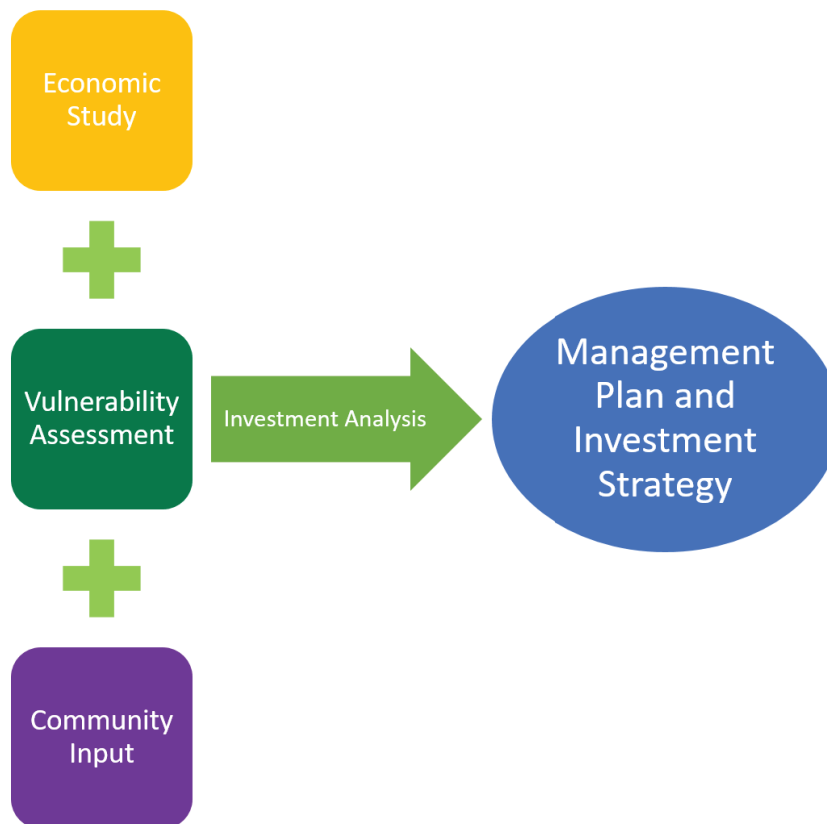 Economic
Study
Vulnerability
Assessment
Investment Analysis
Management
Plan and
Investment
Strategy
Community
Input